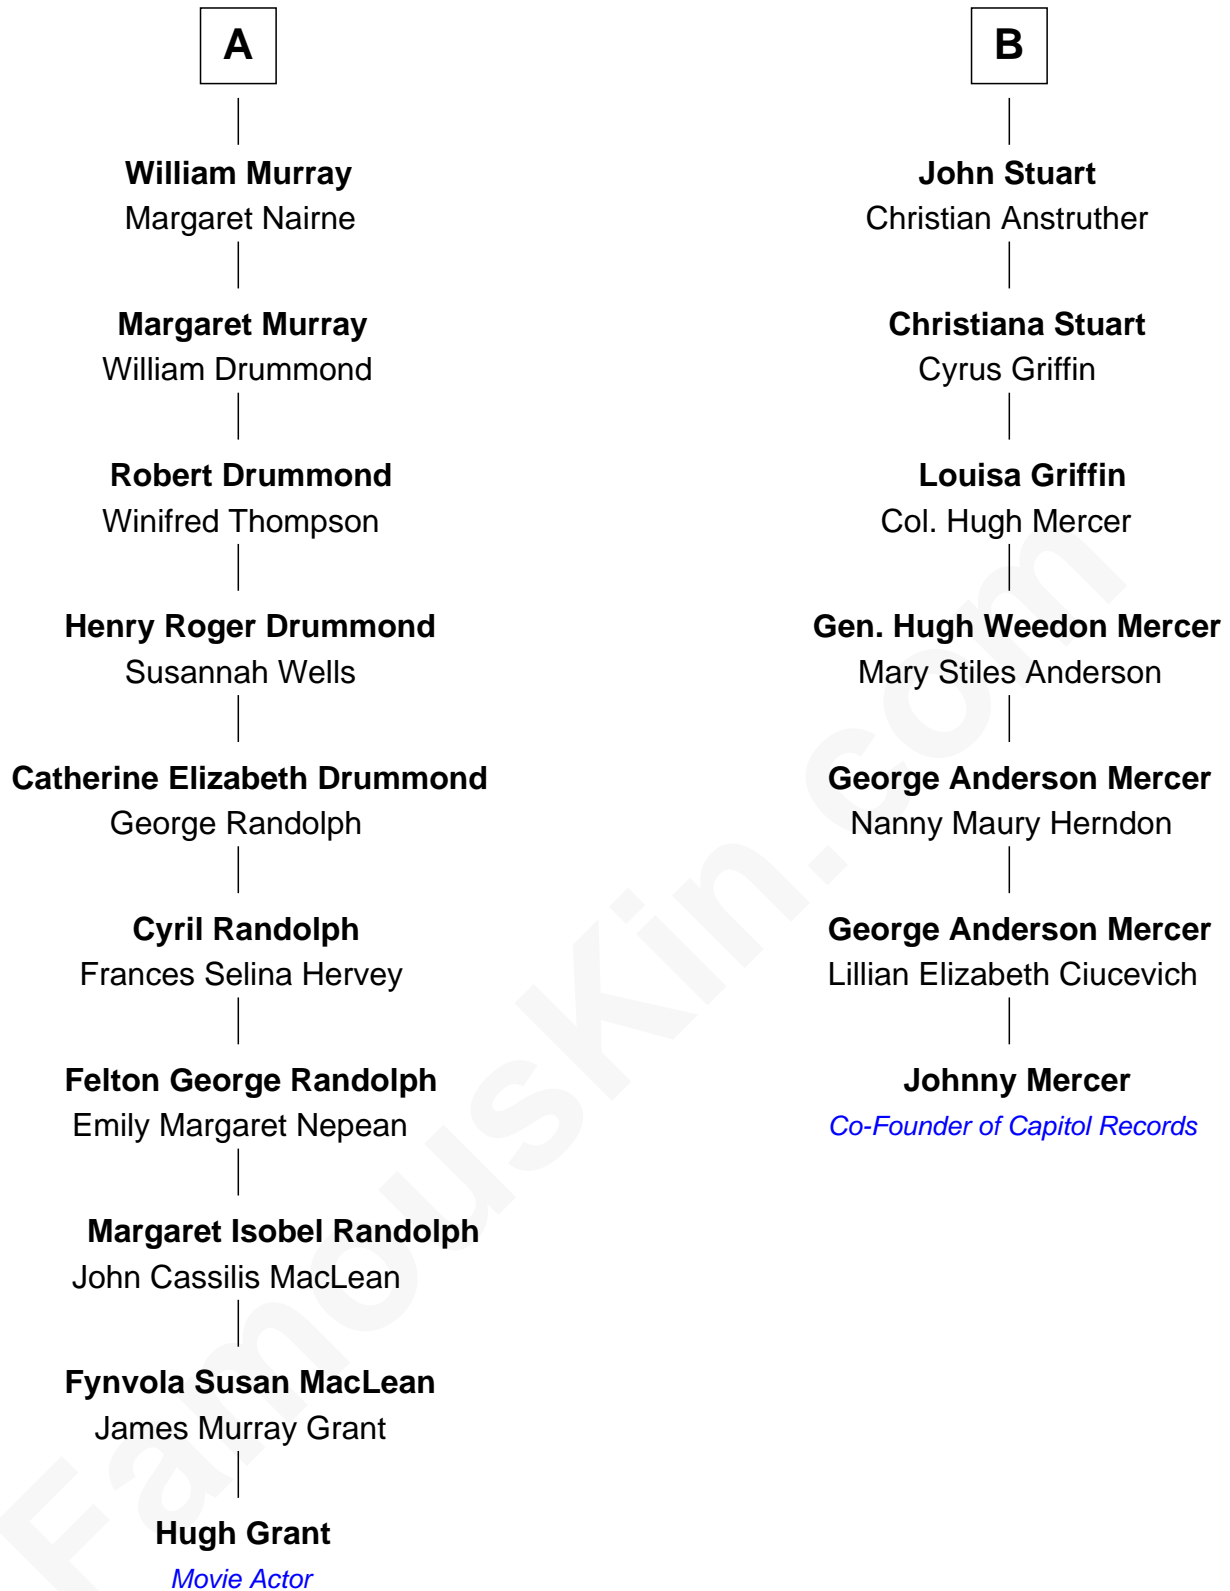 A
William Murray
Margaret Nairne
Margaret Murray
William Drummond
Robert Drummond
Winifred Thompson
Henry Roger Drummond
Susannah Wells
Catherine Elizabeth Drummond
George Randolph
Cyril Randolph
Frances Selina Hervey
Felton George Randolph
Emily Margaret Nepean
Margaret Isobel Randolph
John Cassilis MacLean
Fynvola Susan MacLean
James Murray Grant
Hugh Grant
Movie Actor
B
John Stuart
Christian Anstruther
Christiana Stuart
Cyrus Griffin
Louisa Griffin
Col. Hugh Mercer
Gen. Hugh Weedon Mercer
Mary Stiles Anderson
George Anderson Mercer
Nanny Maury Herndon
George Anderson Mercer
Lillian Elizabeth Ciucevich
Johnny Mercer
Co-Founder of Capitol Records
FamousKin.com